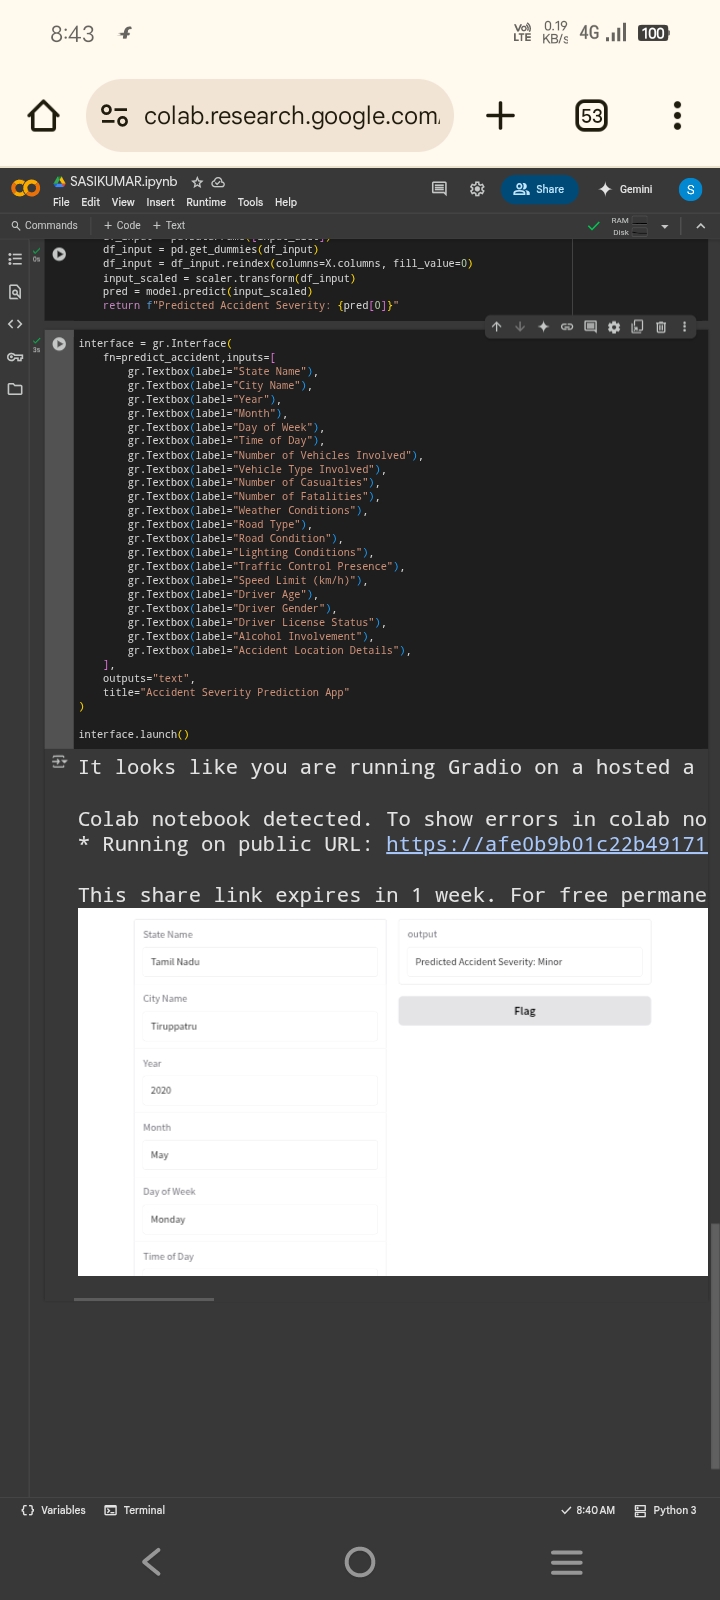 8:43
Vo) LTE 0.19 KB/s 4G 100
colab.research.google.com/
53
SASIKUMAR.ipynb
Share
Gemini
S
File Edit View Insert Runtime Tools Help
Commands + Code + Text
RAM
Disk
0s
df_input = pd.get_dummies(df_input)
df_input = df_input.reindex(columns=X.columns, fill_value=0)
input_scaled = scaler.transform(df_input)
pred = model.predict(input_scaled)
return f"Predicted Accident Severity: {pred[0]}"
3s
interface = gr.Interface(
fn=predict_accident,inputs=[
gr.Textbox(label="State Name"),
gr.Textbox(label="City Name"),
gr.Textbox(label="Year"),
gr.Textbox(label="Month"),
gr.Textbox(label="Day of Week"),
gr.Textbox(label="Time of Day"),
gr.Textbox(label="Number of Vehicles Involved"),
gr.Textbox(label="Vehicle Type Involved"),
gr.Textbox(label="Number of Casualties"),
gr.Textbox(label="Number of Fatalities"),
gr.Textbox(label="Weather Conditions"),
gr.Textbox(label="Road Type"),
gr.Textbox(label="Road Condition"),
gr.Textbox(label="Lighting Conditions"),
gr.Textbox(label="Traffic Control Presence"),
gr.Textbox(label="Speed Limit (km/h)"),
gr.Textbox(label="Driver Age"),
gr.Textbox(label="Driver Gender"),
gr.Textbox(label="Driver License Status"),
gr.Textbox(label="Alcohol Involvement"),
gr.Textbox(label="Accident Location Details"),
],
outputs="text",
title="Accident Severity Prediction App"
)
interface.launch()
It looks like you are running Gradio on a hosted a
Colab notebook detected. To show errors in colab no
* Running on public URL: https://afe0b9b01c22b49171
This share link expires in 1 week. For free permane
State Name
Tamil Nadu
City Name
Tiruppatru
Year
2020
Month
May
Day of Week
Monday
Time of Day
output
Predicted Accident Severity: Minor
Flag
Variables Terminal
8:40 AM Python 3